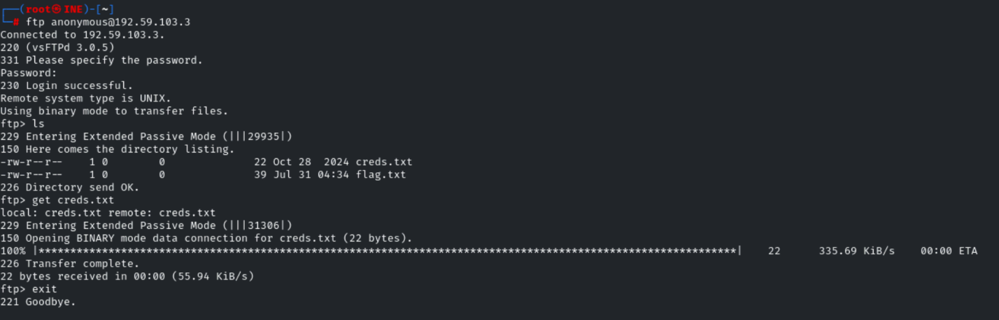 ┌──(root㉿INE)-[~]
└─# ftp anonymous@192.59.103.3
Connected to 192.59.103.3.
220 (vsFTPd 3.0.5)
331 Please specify the password.
Password:
230 Login successful.
Remote system type is UNIX.
Using binary mode to transfer files.
ftp> ls
229 Entering Extended Passive Mode (|||29935|)
150 Here comes the directory listing.
-rw-r--r--    1 0        0              22 Oct 28  2024 creds.txt
-rw-r--r--    1 0        0              39 Jul 31 04:34 flag.txt
226 Directory send OK.
ftp> get creds.txt
local: creds.txt remote: creds.txt
229 Entering Extended Passive Mode (|||31306|)
150 Opening BINARY mode data connection for creds.txt (22 bytes).
100% |**************************************************************************************************************|    22      335.69 KiB/s    00:00 ETA
226 Transfer complete.
22 bytes received in 00:00 (55.94 KiB/s)
ftp> exit
221 Goodbye.